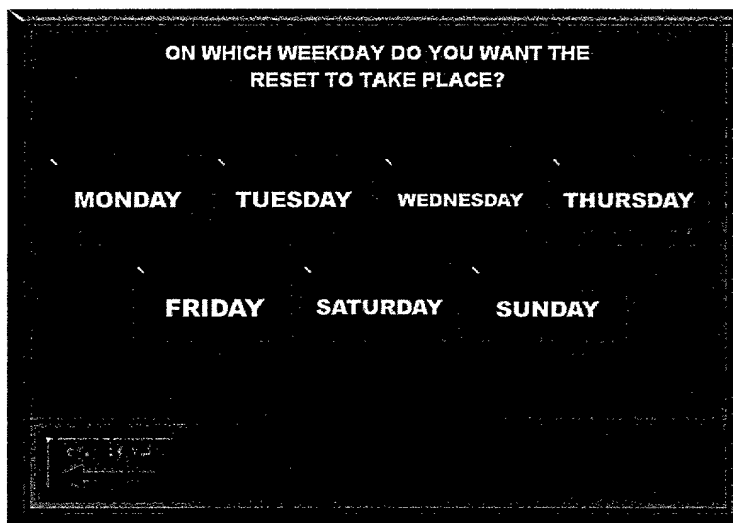 ON WHICH WEEKDAY DO YOU WANT THE
RESET TO TAKE PLACE?
MONDAY TUESDAY WEDNESDAY THURSDAY
FRIDAY SATURDAY SUNDAY